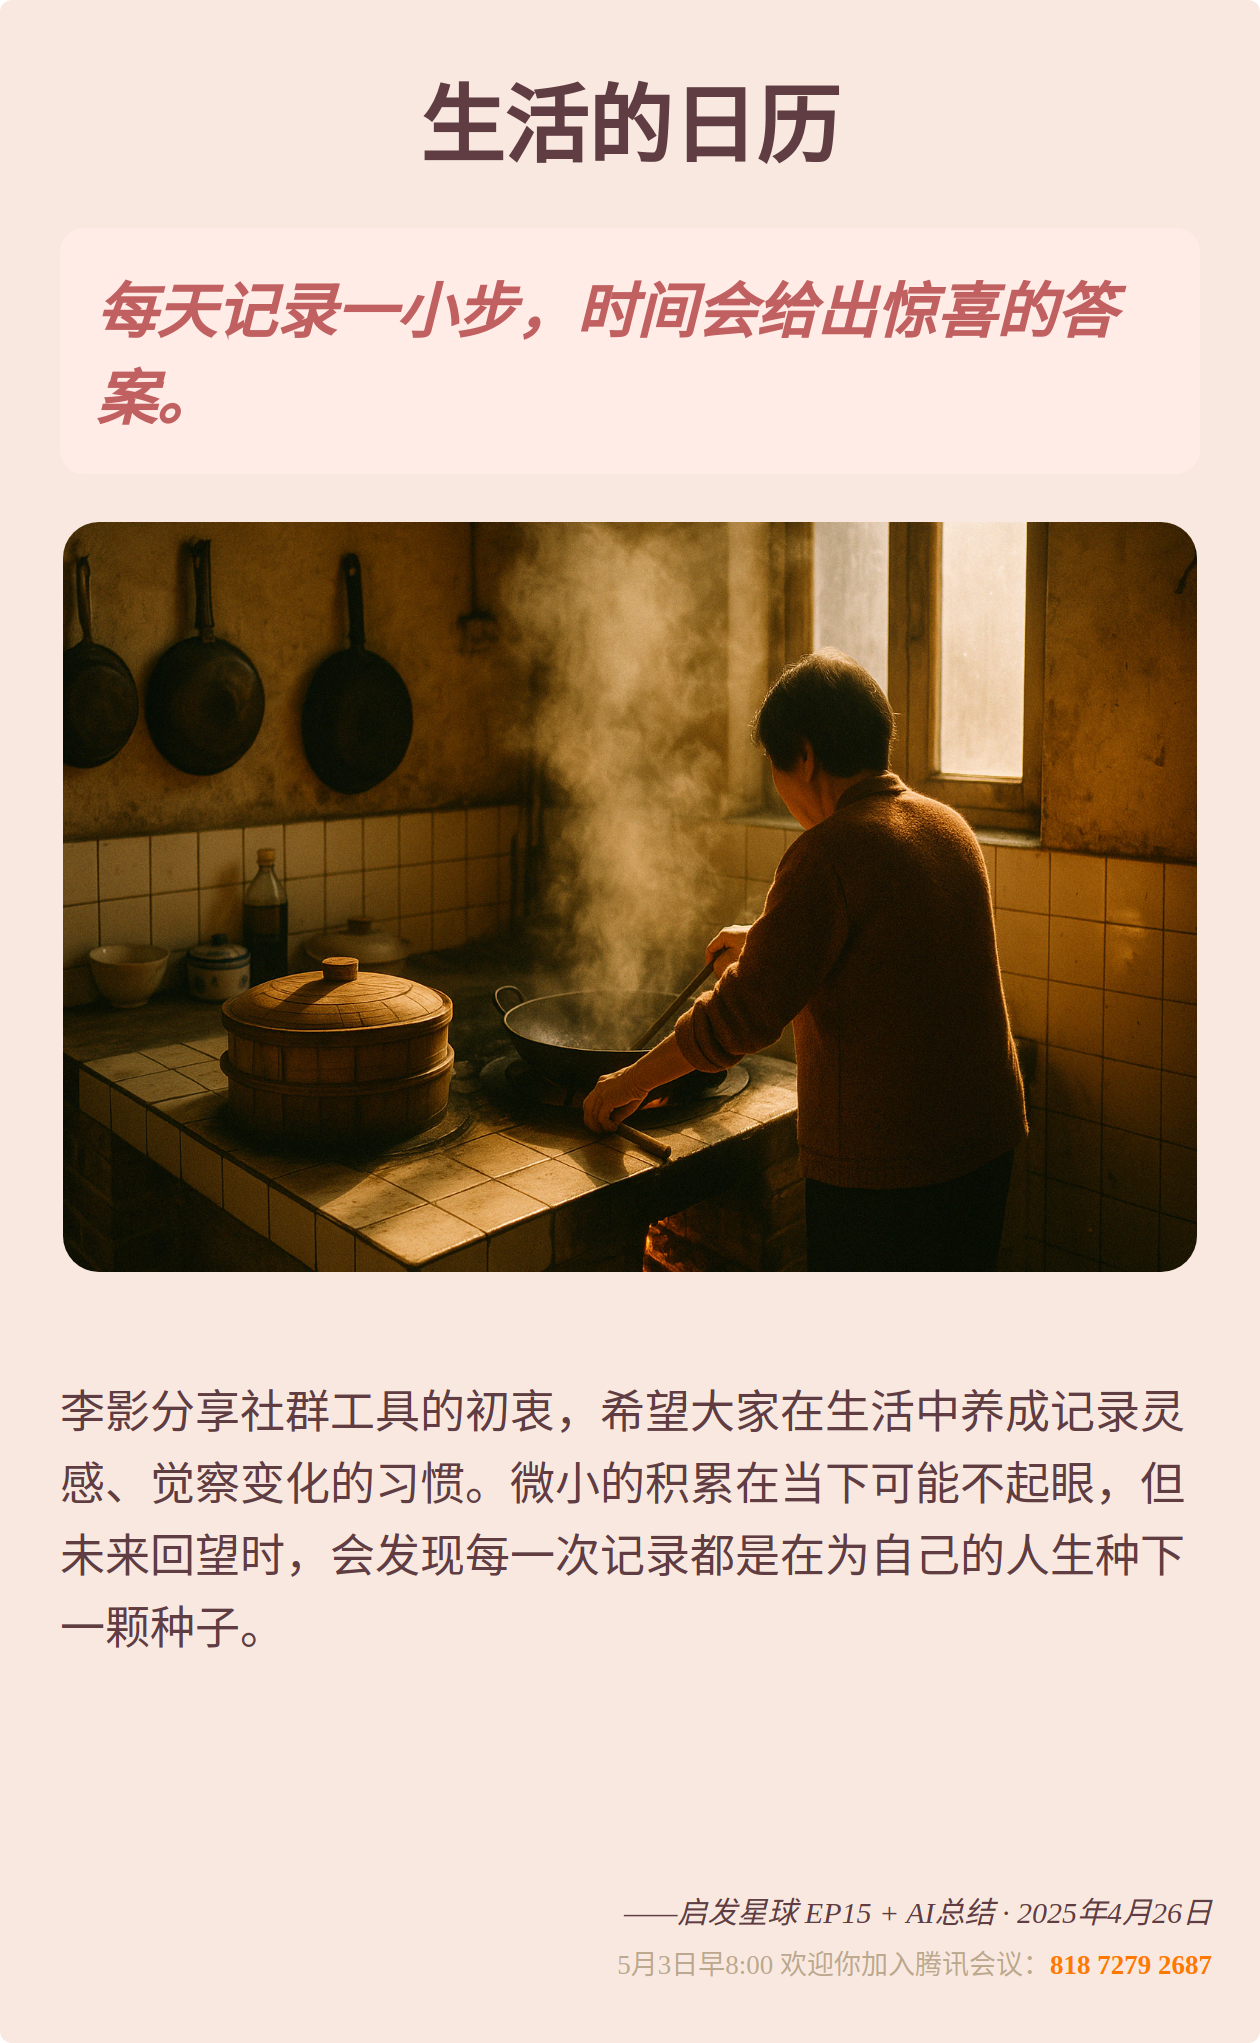 生活的日历
每天记录一小步，时间会给出惊喜的答
案。
李影分享社群工具的初衷，希望大家在生活中养成记录灵
感、觉察变化的习惯。微小的积累在当下可能不起眼，但
未来回望时，会发现每一次记录都是在为自己的人生种下
一颗种子。
——启发星球 EP15 + AI总结 · 2025年4月26日
5月3日早8:00 欢迎你加入腾讯会议：818 7279 2687